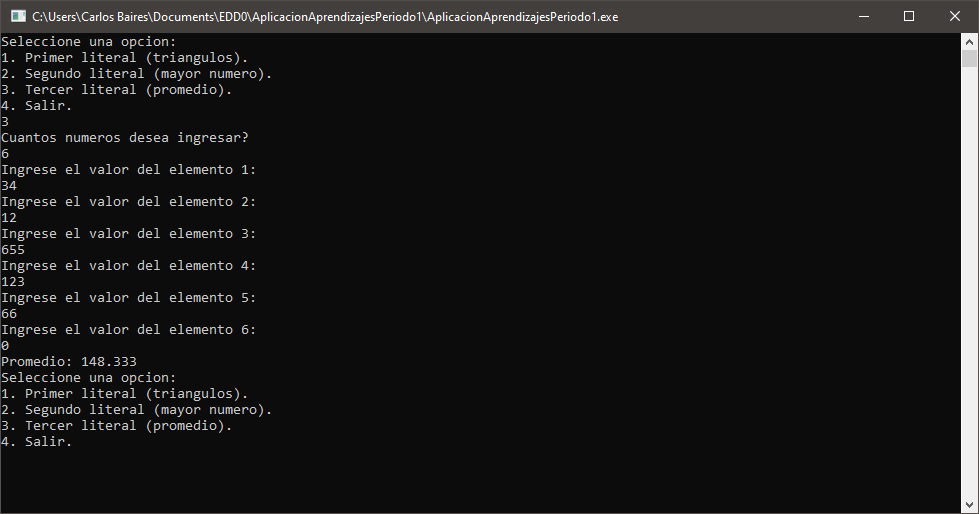 C:\Users\Carlos Baires\Documents\EDD0\AplicacionAprendizajesPeriodo1\AplicacionAprendizajesPeriodo1.exe
Seleccione una opcion:
1. Primer literal (triangulos).
2. Segundo literal (mayor numero).
3. Tercer literal (promedio).
4. Salir.
3
Cuantos numeros desea ingresar?
6
Ingrese el valor del elemento 1:
34
Ingrese el valor del elemento 2:
12
Ingrese el valor del elemento 3:
655
Ingrese el valor del elemento 4:
123
Ingrese el valor del elemento 5:
66
Ingrese el valor del elemento 6:
0
Promedio: 148.333
Seleccione una opcion:
1. Primer literal (triangulos).
2. Segundo literal (mayor numero).
3. Tercer literal (promedio).
4. Salir.